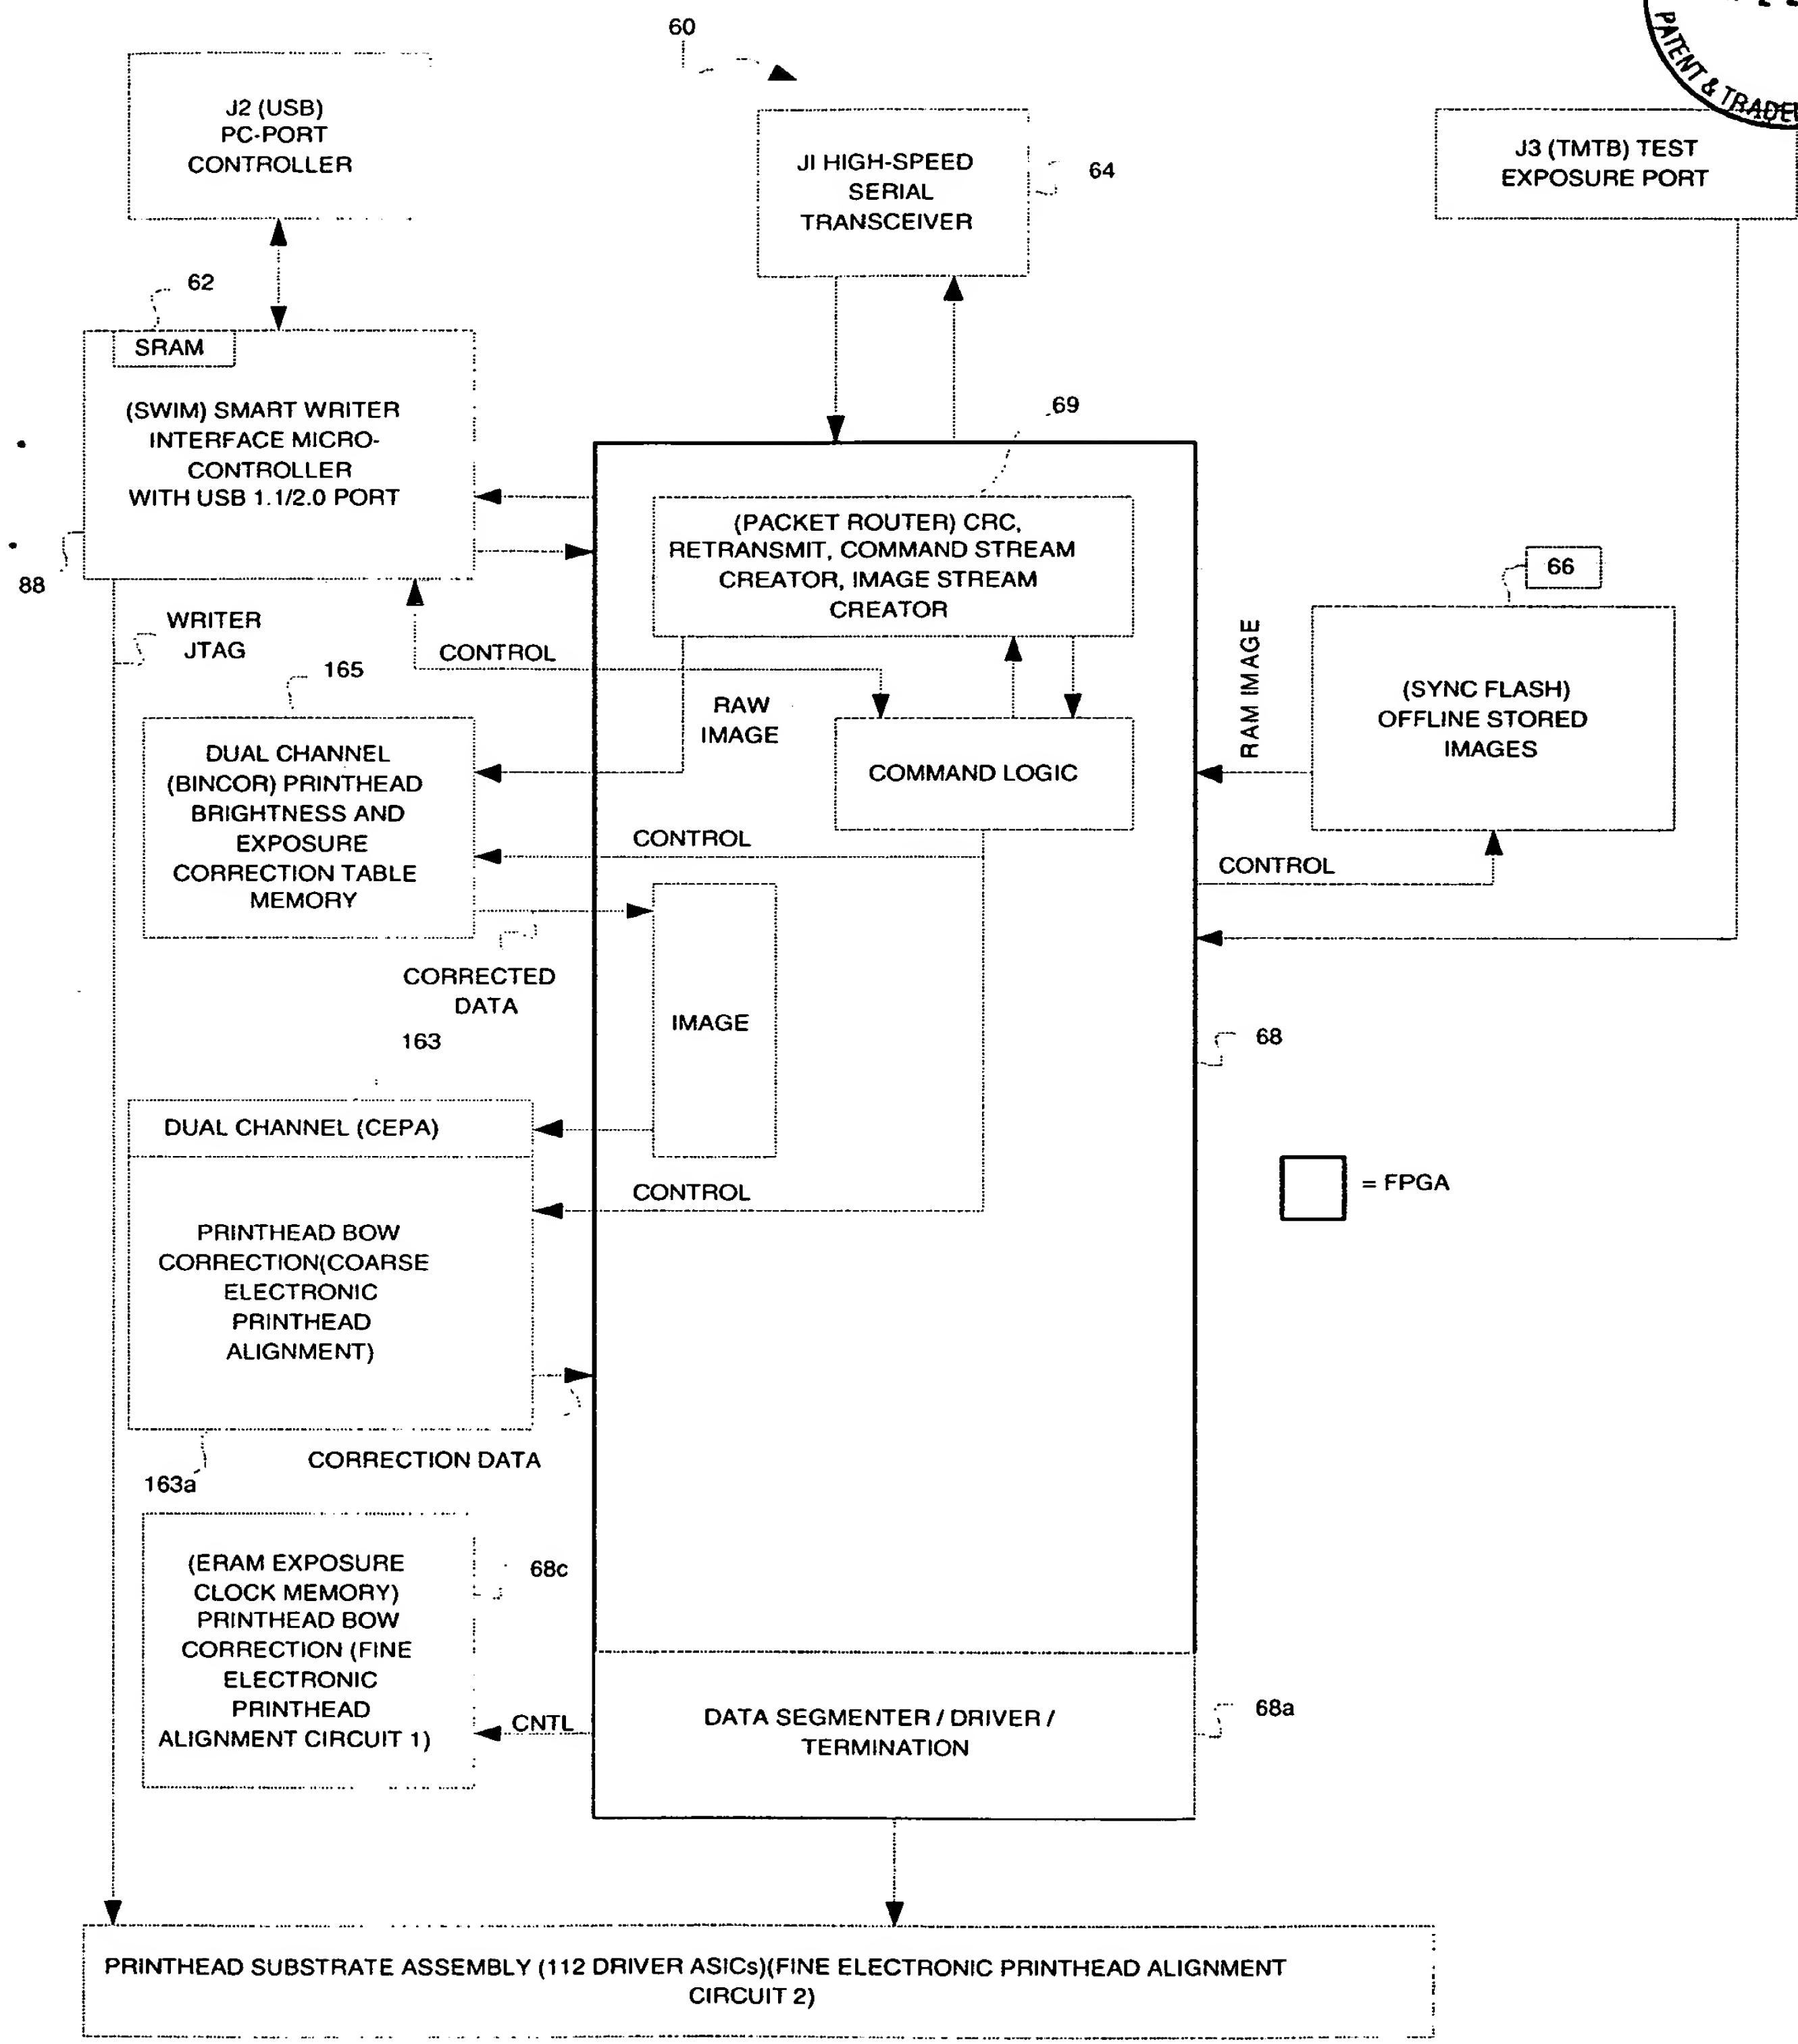 60
PATENT & TRADE
J2 (USB)
PC-PORT
CONTROLLER
JI HIGH-SPEED
SERIAL
TRANSCEIVER
64
J3 (TMTB) TEST
EXPOSURE PORT
62
SRAM
(SWIM) SMART WRITER
INTERFACE MICRO-
CONTROLLER
WITH USB 1.1/2.0 PORT
88
69
(PACKET ROUTER) CRC,
RETRANSMIT, COMMAND STREAM
CREATOR, IMAGE STREAM
CREATOR
66
WRITER
JTAG
CONTROL
RAW
IMAGE
COMMAND LOGIC
RAM IMAGE
(SYNC FLASH)
OFFLINE STORED
IMAGES
165
DUAL CHANNEL
(BINCOR) PRINTHEAD
BRIGHTNESS AND
EXPOSURE
CORRECTION TABLE
MEMORY
CONTROL
CONTROL
CORRECTED
DATA
IMAGE
68
163
DUAL CHANNEL (CEPA)
CONTROL
= FPGA
PRINTHEAD BOW
CORRECTION(COARSE
ELECTRONIC
PRINTHEAD
ALIGNMENT)
CORRECTION DATA
163a
(ERAM EXPOSURE
CLOCK MEMORY)
PRINTHEAD BOW
CORRECTION (FINE
ELECTRONIC
PRINTHEAD
ALIGNMENT CIRCUIT 1)
68c
CNTL
DATA SEGMENTER / DRIVER /
TERMINATION
68a
PRINTHEAD SUBSTRATE ASSEMBLY (112 DRIVER ASICs)(FINE ELECTRONIC PRINTHEAD ALIGNMENT
CIRCUIT 2)